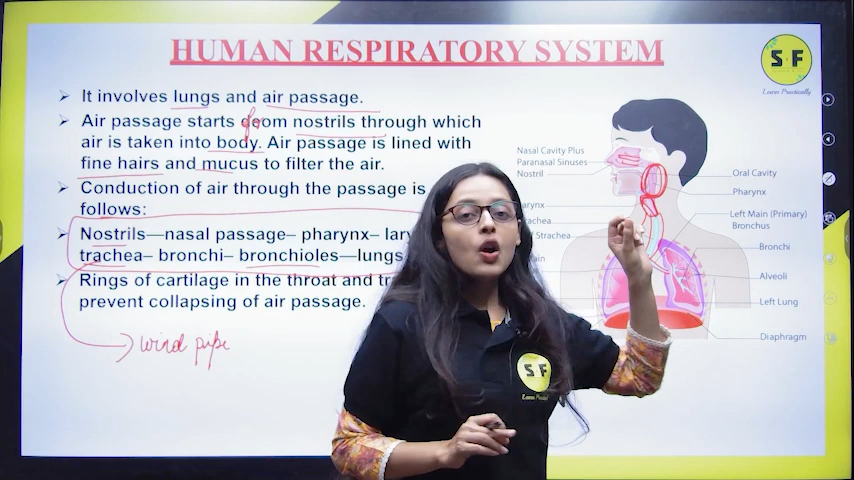 HUMAN RESPIRATORY SYSTEM
S F
Learn Practically
It involves lungs and air passage.
Air passage starts from nostrils through which
air is taken into body. Air passage is lined with
fine hairs and mucus to filter the air.
Conduction of air through the passage is
follows:
Nostrils—nasal passage– pharynx–
trachea– bronchi– bronchioles—lungs
Rings of cartilage in the throat and
prevent collapsing of air passage.
wind pipe
Nasal Cavity Plus
Paranasal Sinuses
Nostril
Oral Cavity
Pharynx
Left Main (Primary)
Bronchus
Bronchi
Alveoli
Left Lung
Diaphragm
S F